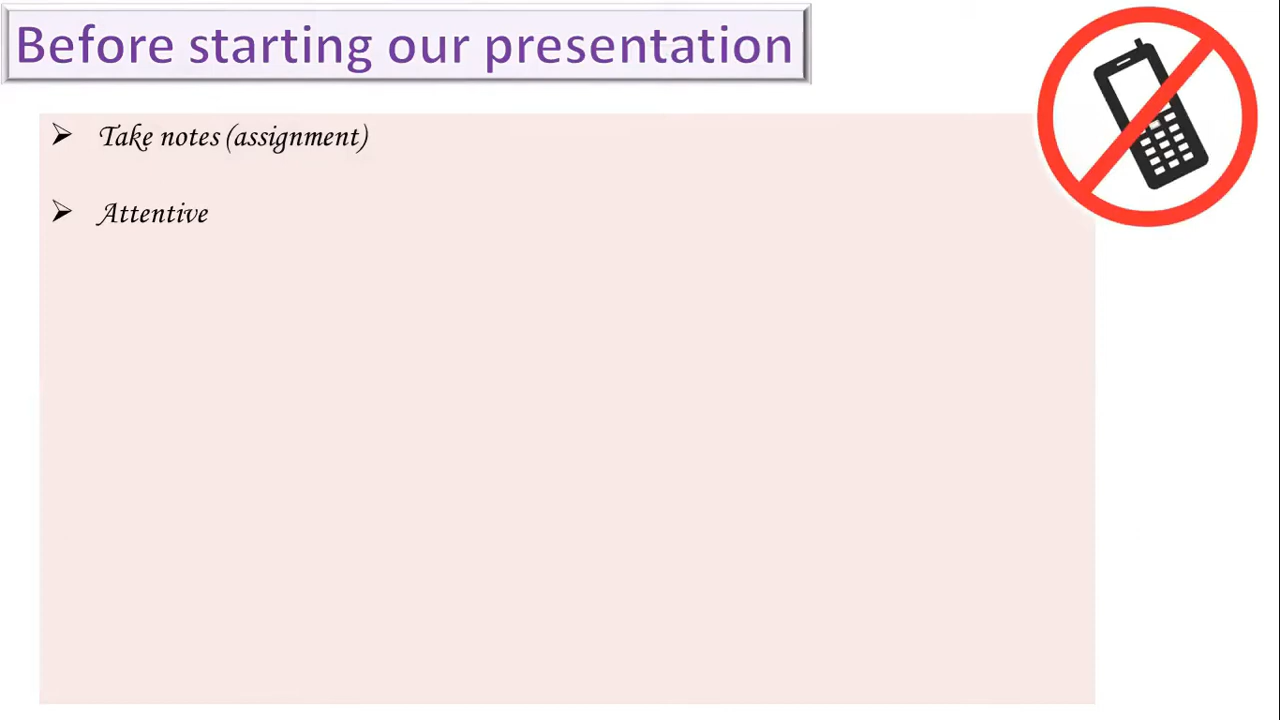 Before starting our presentation
➢ Take notes (assignment)
➢ Attentive